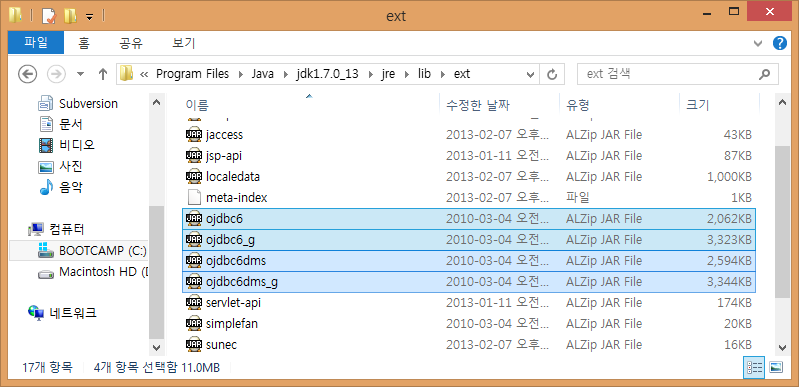 ext
파일 홈 공유 보기
« Program Files Java jdk1.7.0_13 jre lib ext
ext 검색
Subversion
문서
비디오
사진
음악
컴퓨터
BOOTCAMP (C:)
Macintosh HD (D
네트워크
이름 수정한 날짜 유형 크기
jaccess 2013-02-07 오후... ALZip JAR File 43KB
jsp-api 2013-01-11 오전... ALZip JAR File 87KB
localedata 2013-02-07 오후... ALZip JAR File 1,000KB
meta-index 2013-02-07 오후... 파일 1KB
ojdbc6 2010-03-04 오전... ALZip JAR File 2,062KB
ojdbc6_g 2010-03-04 오전... ALZip JAR File 3,323KB
ojdbc6dms 2010-03-04 오전... ALZip JAR File 2,594KB
ojdbc6dms_g 2010-03-04 오전... ALZip JAR File 3,344KB
servlet-api 2013-01-11 오전... ALZip JAR File 174KB
simplefan 2010-03-04 오전... ALZip JAR File 20KB
sunec 2013-02-07 오후... ALZip JAR File 16KB
17개 항목 4개 항목 선택함 11.0MB